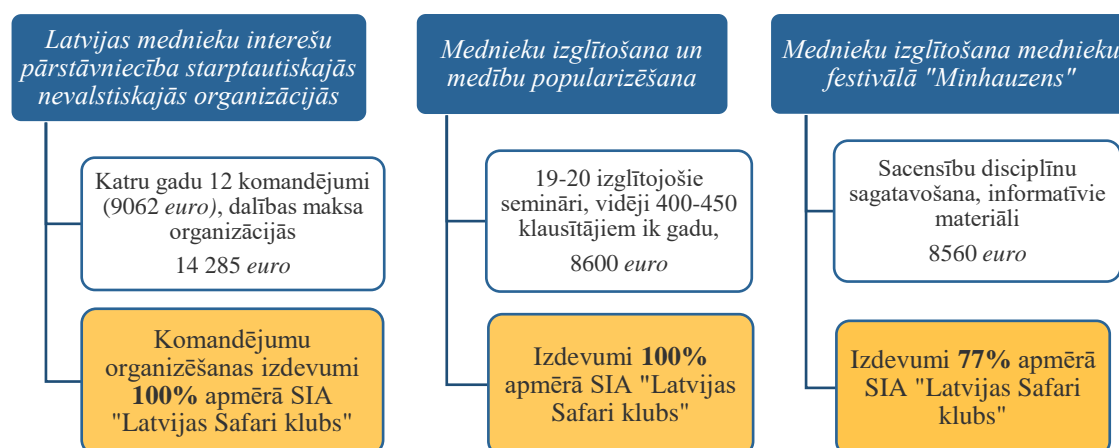 Latvijas mednieku interešu
pārstāvniecība starptautiskajās
nevalstiskajās organizācijās
Katru gadu 12 komandējumi
(9062 euro), dalības maksa
organizācijās
14 285 euro
Komandējumu
organizēšanas izdevumi
100% apmērā SIA
"Latvijas Safari klubs"
Mednieku izglītošana un
medību popularizēšana
19-20 izglītojošie
semināri, vidēji 400-450
klausītājiem ik gadu,
8600 euro
Izdevumi 100%
apmērā SIA "Latvijas
Safari klubs"
Mednieku izglītošana mednieku
festivālā "Minhauzens"
Sacensību disciplīnu
sagatavošana, informatīvie
materiāli
8560 euro
Izdevumi 77% apmērā
SIA "Latvijas Safari
klubs"